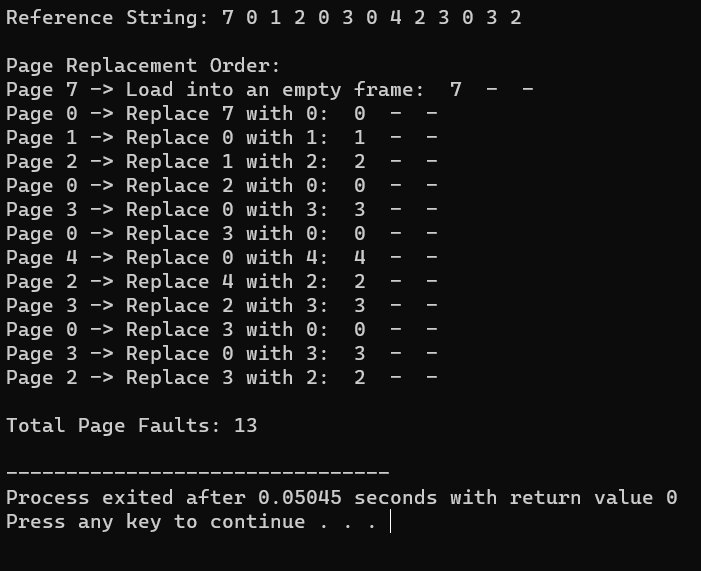 Reference String: 7 0 1 2 0 3 0 4 2 3 0 3 2
Page Replacement Order:
Page 7 -> Load into an empty frame:  7  -  -
Page 0 -> Replace 7 with 0:  0  -  -
Page 1 -> Replace 0 with 1:  1  -  -
Page 2 -> Replace 1 with 2:  2  -  -
Page 0 -> Replace 2 with 0:  0  -  -
Page 3 -> Replace 0 with 3:  3  -  -
Page 0 -> Replace 3 with 0:  0  -  -
Page 4 -> Replace 0 with 4:  4  -  -
Page 2 -> Replace 4 with 2:  2  -  -
Page 3 -> Replace 2 with 3:  3  -  -
Page 0 -> Replace 3 with 0:  0  -  -
Page 3 -> Replace 0 with 3:  3  -  -
Page 2 -> Replace 3 with 2:  2  -  -
Total Page Faults: 13
--------------------------------
Process exited after 0.05045 seconds with return value 0
Press any key to continue . . .